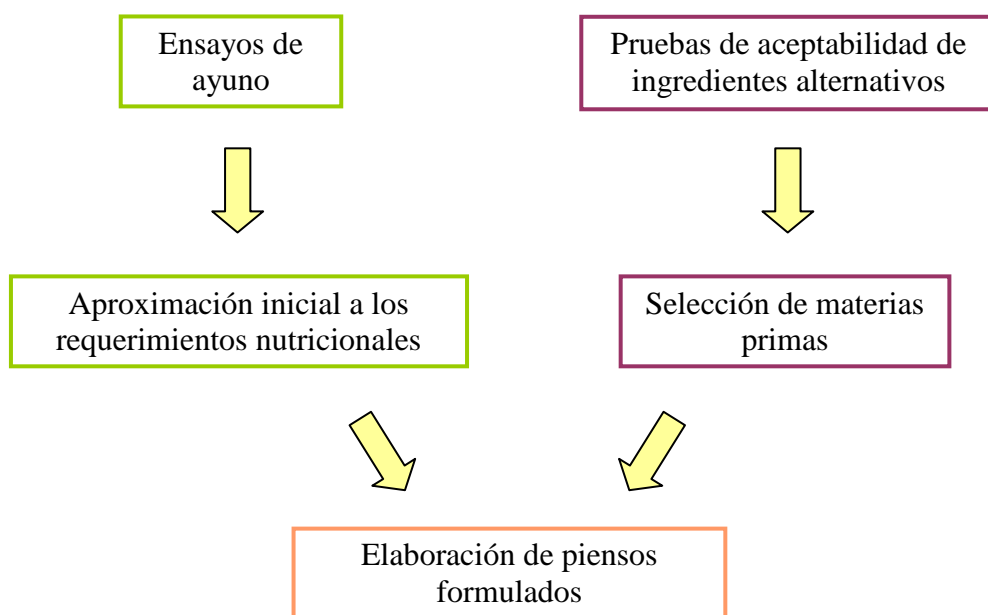 Ensayos de
ayuno
Pruebas de aceptabilidad de
ingredientes alternativos
Aproximación inicial a los
requerimientos nutricionales
Selección de materias
primas
Elaboración de piensos
formulados